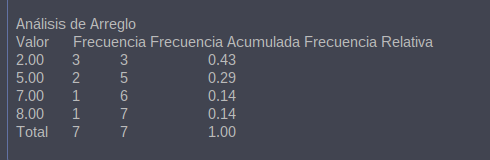 Análisis de Arreglo
Valor Frecuencia Frecuencia Acumulada Frecuencia Relativa
2.00 3 3 0.43
5.00 2 5 0.29
7.00 1 6 0.14
8.00 1 7 0.14
Total 7 7 1.00